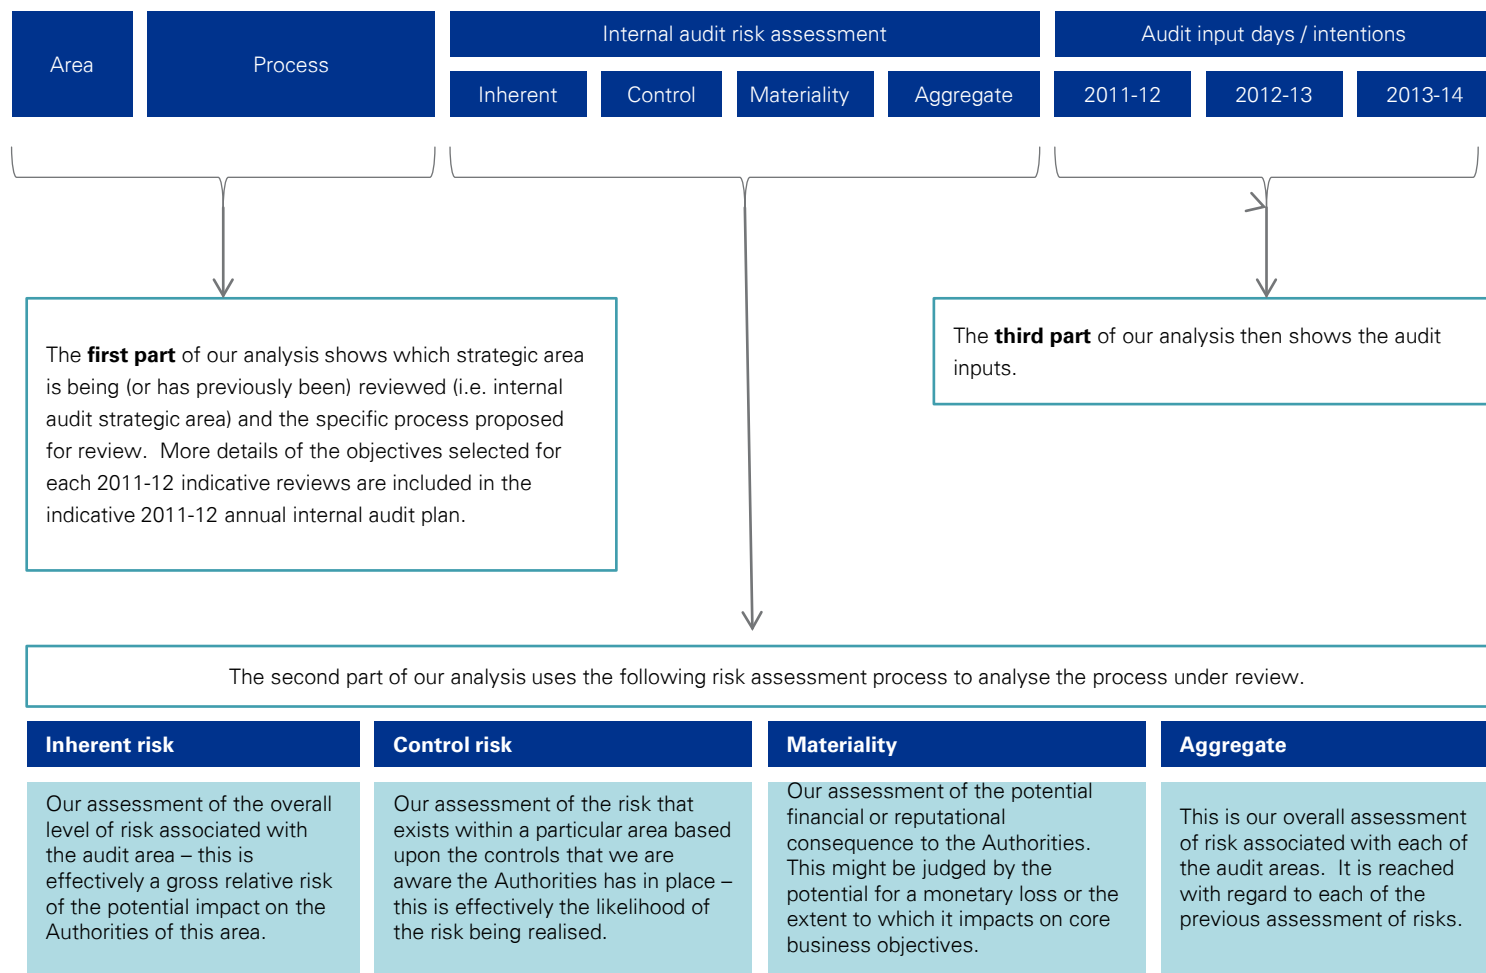 Area
Process
Internal audit risk assessment
Audit input days / intentions
Inherent
Control
Materiality
Aggregate
2011-12
2012-13
2013-14
The first part of our analysis shows which strategic area
is being (or has previously been) reviewed (i.e. internal
audit strategic area) and the specific process proposed
for review.  More details of the objectives selected for
each 2011-12 indicative reviews are included in the
indicative 2011-12 annual internal audit plan.
The third part of our analysis then shows the audit
inputs.
The second part of our analysis uses the following risk assessment process to analyse the process under review.
Inherent risk
Our assessment of the overall
level of risk associated with
the audit area – this is
effectively a gross relative risk
of the potential impact on the
Authorities of this area.
Control risk
Our assessment of the risk that
exists within a particular area based
upon the controls that we are
aware the Authorities has in place –
this is effectively the likelihood of
the risk being realised.
Materiality
Our assessment of the potential
financial or reputational
consequence to the Authorities.
This might be judged by the
potential for a monetary loss or the
extent to which it impacts on core
business objectives.
Aggregate
This is our overall assessment
of risk associated with each of
the audit areas.  It is reached
with regard to each of the
previous assessment of risks.